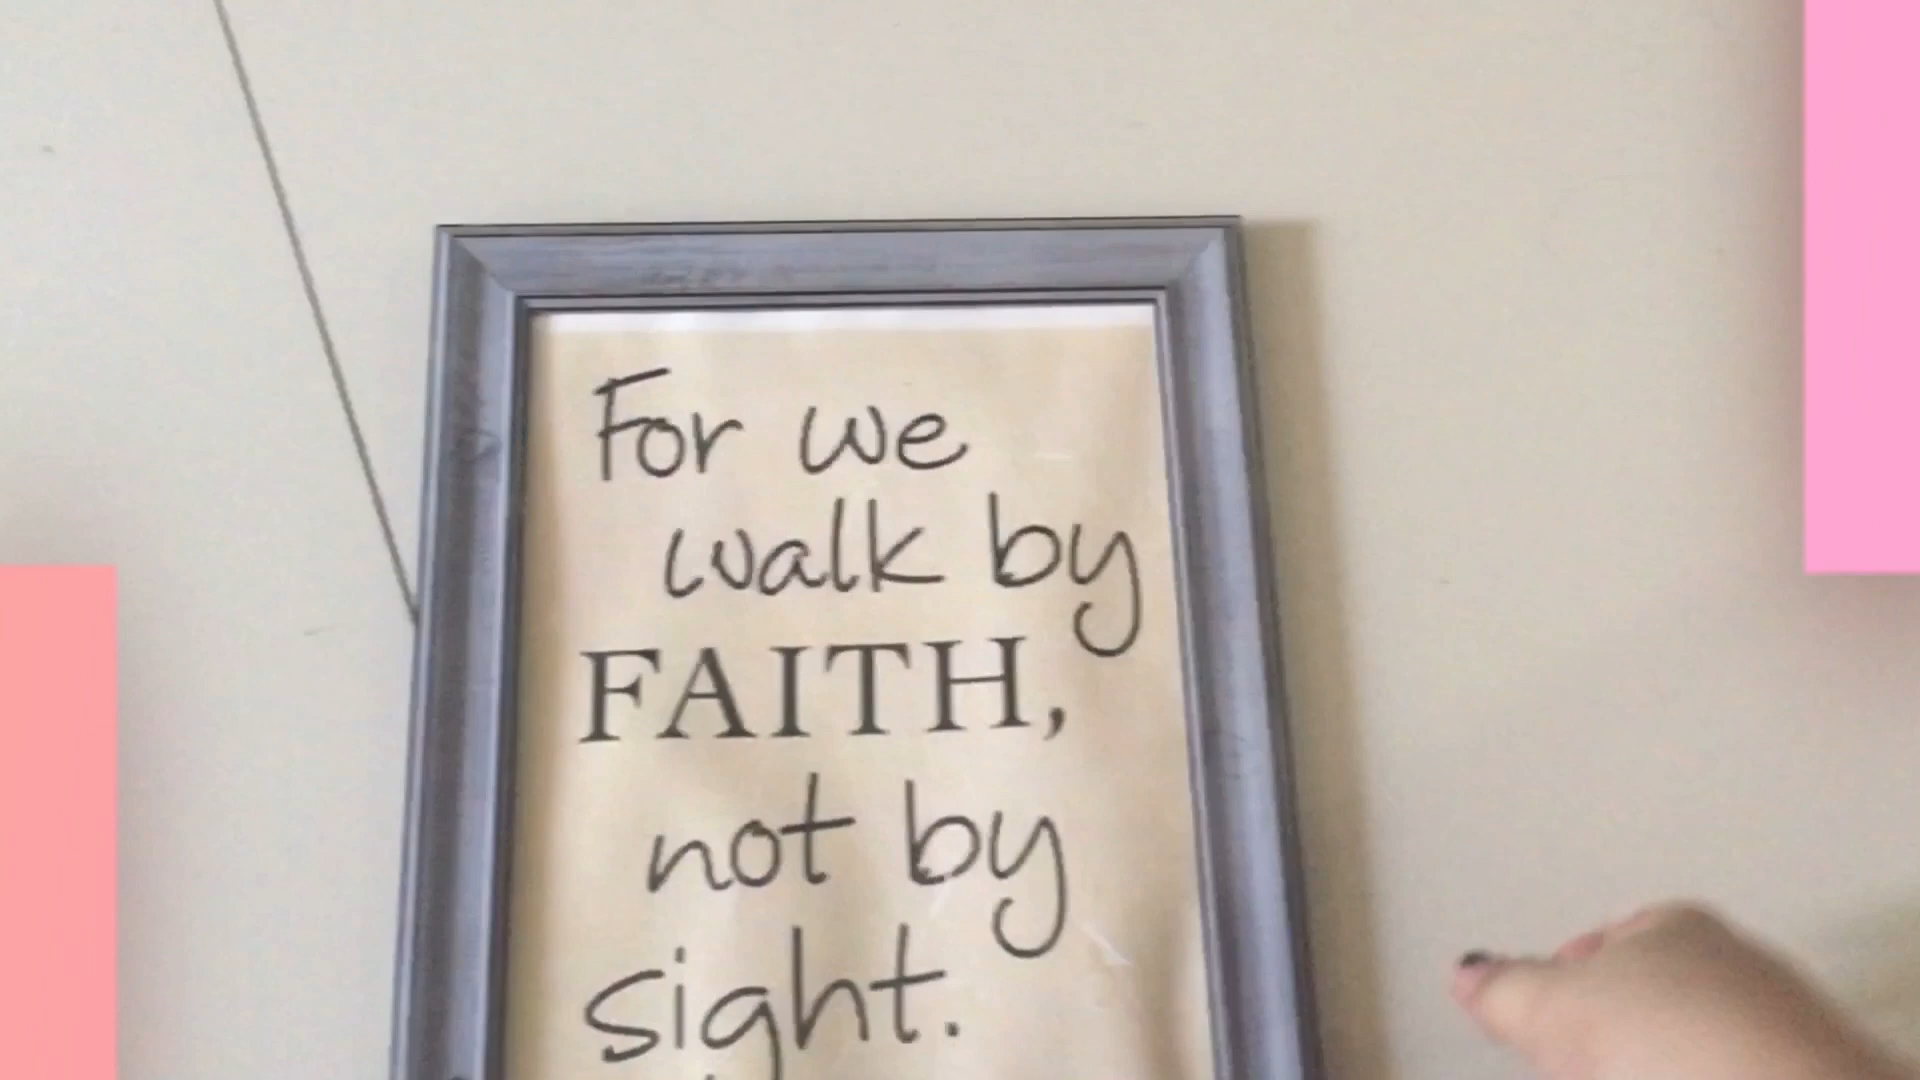 For we
walk by
FAITH,
not by
sight.